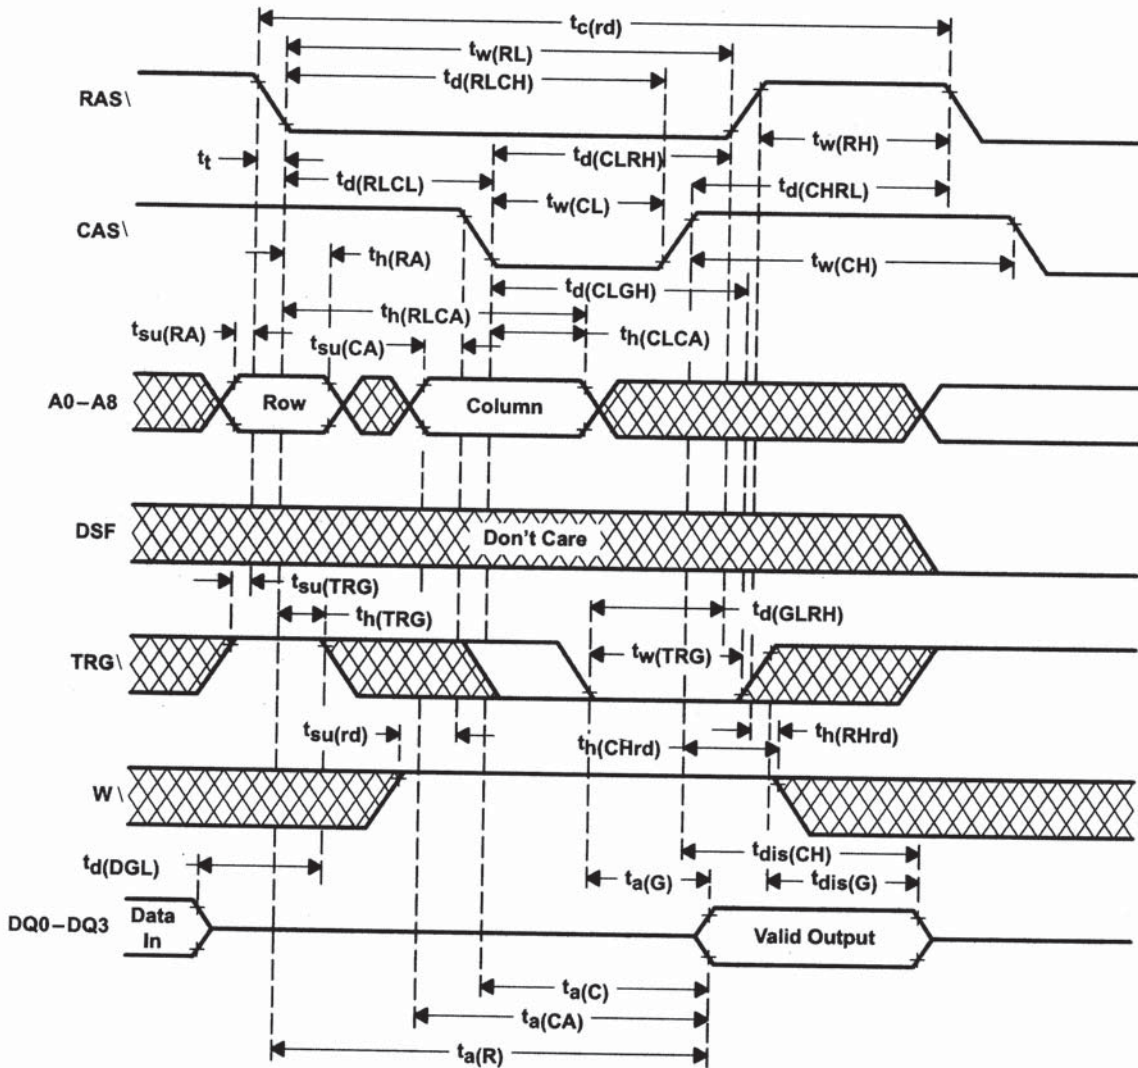 tc(rd)
tw(RL)
td(RLCH)
RAS\
tw(RH)
tt
td(CLRH)
td(RLCL)
td(CHRL)
tw(CL)
CAS\
th(RA)
tw(CH)
td(CLGH)
th(RLCA)
tsu(RA)
tsu(CA)
th(CLCA)
A0–A8
Row
Column
DSF
Don't Care
tsu(TRG)
th(TRG)
td(GLRH)
TRG\
tw(TRG)
tsu(rd)
th(CHrd)
th(RHrd)
W\
tdis(CH)
td(DGL)
ta(G)
tdis(G)
DQ0–DQ3
Data
In
Valid Output
ta(C)
ta(CA)
ta(R)